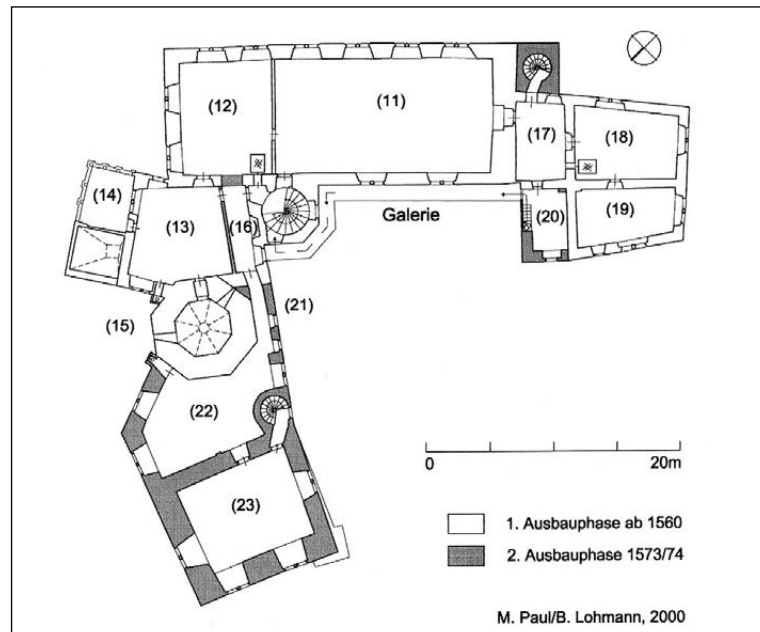 (12)
(11)
(17)
(18)
(14)
(13)
(16)
Galerie
(20)
(19)
(15)
(21)
(22)
(23)
0 20m
1. Ausbauphase ab 1560
2. Ausbauphase 1573/74
M. Paul/B. Lohmann, 2000